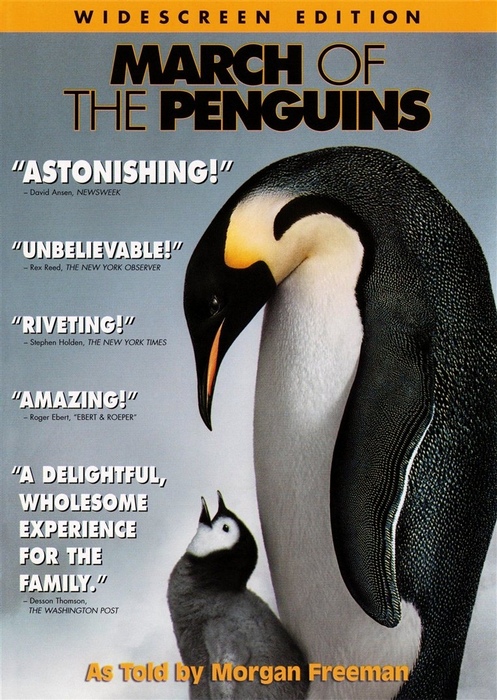 WIDESCREEN EDITION
MARCH OF
THE PENGUINS
"ASTONISHING!"
– David Ansen, NEWSWEEK
"UNBELIEVABLE!"
– Rex Reed, THE NEW YORK OBSERVER
"RIVETING!"
– Stephen Holden, THE NEW YORK TIMES
"AMAZING!"
– Roger Ebert, "EBERT & ROEPER"
"A DELIGHTFUL,
WHOLESOME
EXPERIENCE
FOR THE
FAMILY."
– Desson Thomson,
THE WASHINGTON POST
As Told by Morgan Freeman